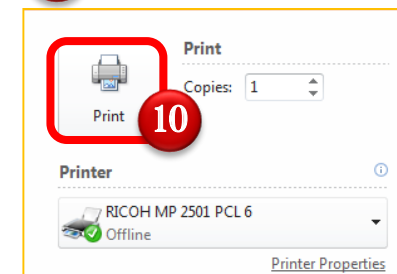 Print
Copies: 1
Print
10
Printer
RICOH MP 2501 PCL 6
Offline
Printer Properties